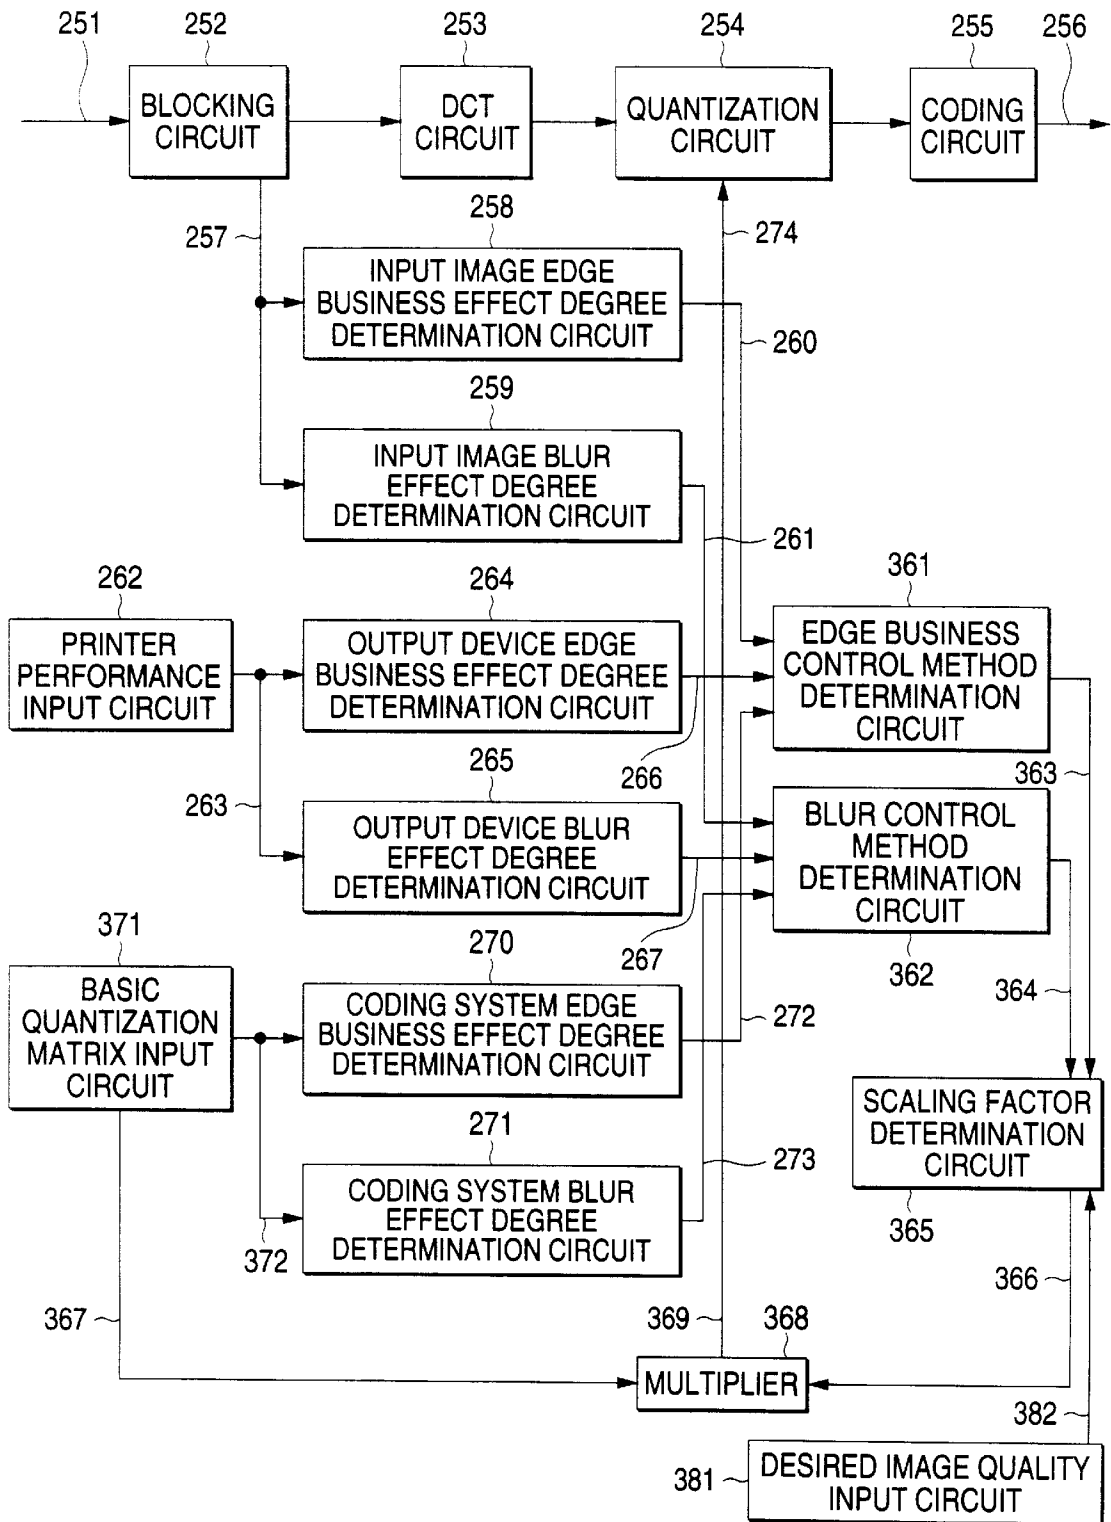 251
252
253
254
255
256
BLOCKING
CIRCUIT
DCT
CIRCUIT
QUANTIZATION
CIRCUIT
CODING
CIRCUIT
257
258
274
INPUT IMAGE EDGE
BUSINESS EFFECT DEGREE
DETERMINATION CIRCUIT
260
259
INPUT IMAGE BLUR
EFFECT DEGREE
DETERMINATION CIRCUIT
261
262
264
361
PRINTER
PERFORMANCE
INPUT CIRCUIT
OUTPUT DEVICE EDGE
BUSINESS EFFECT DEGREE
DETERMINATION CIRCUIT
EDGE BUSINESS
CONTROL METHOD
DETERMINATION
CIRCUIT
263
265
266
363
OUTPUT DEVICE BLUR
EFFECT DEGREE
DETERMINATION CIRCUIT
BLUR CONTROL
METHOD
DETERMINATION
CIRCUIT
371
270
267
362
364
BASIC
QUANTIZATION
MATRIX INPUT
CIRCUIT
CODING SYSTEM EDGE
BUSINESS EFFECT DEGREE
DETERMINATION CIRCUIT
272
SCALING FACTOR
DETERMINATION
CIRCUIT
271
273
CODING SYSTEM BLUR
EFFECT DEGREE
DETERMINATION CIRCUIT
372
365
366
367
369
368
MULTIPLIER
382
381
DESIRED IMAGE QUALITY
INPUT CIRCUIT